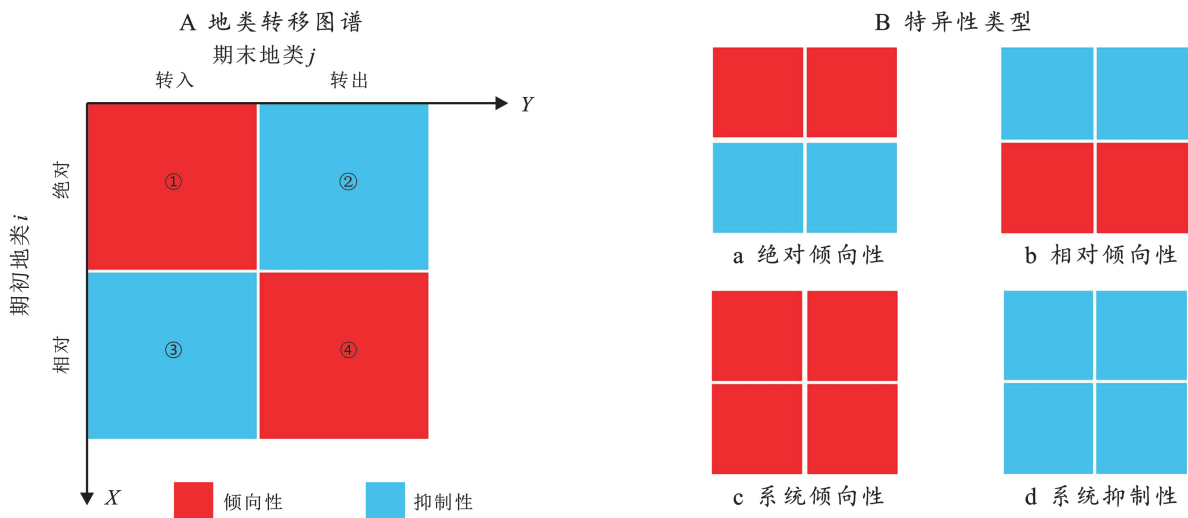 A 地类转移图谱
期末地类j
转入
转出
Y
绝对
①
②
期初地类i
相对
③
④
X
倾向性
抑制性
B 特异性类型
a 绝对倾向性
b 相对倾向性
c 系统倾向性
d 系统抑制性